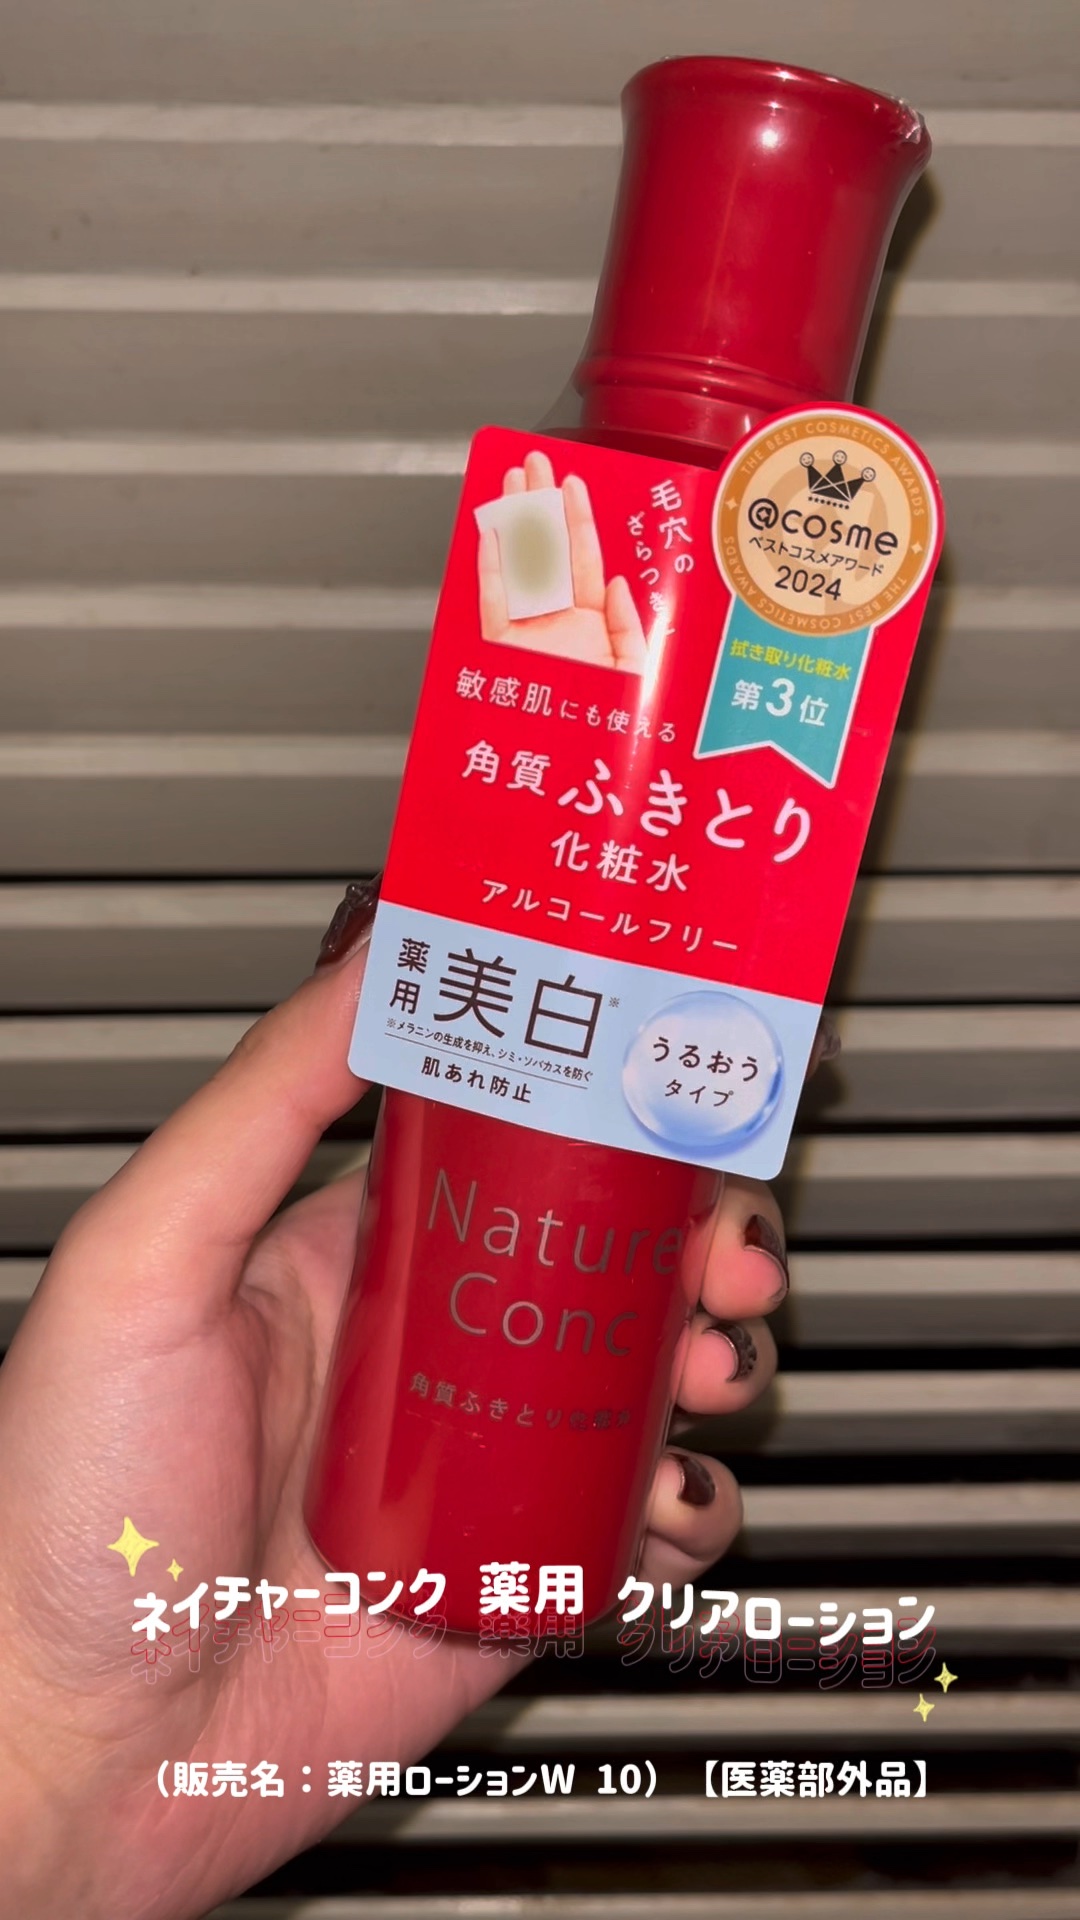 THE BEST COSMETICS AWARDS
@cosme
ベストコスメアワード
2024
THE BEST COSMETICS AWARDS
拭き取り化粧水
第3位
毛穴の
ざらつきに
敏感肌にも使える
角質ふきとり
化粧水
アルコールフリー
薬用美白※
※メラニンの生成を抑え、シミ・ソバカスを防ぐ
肌あれ防止
うるおう
タイプ
Nature
Conc
角質ふきとり化粧水
ネイチャーコンク 薬用 クリアローション
（販売名：薬用ローションW 10）【医薬部外品】